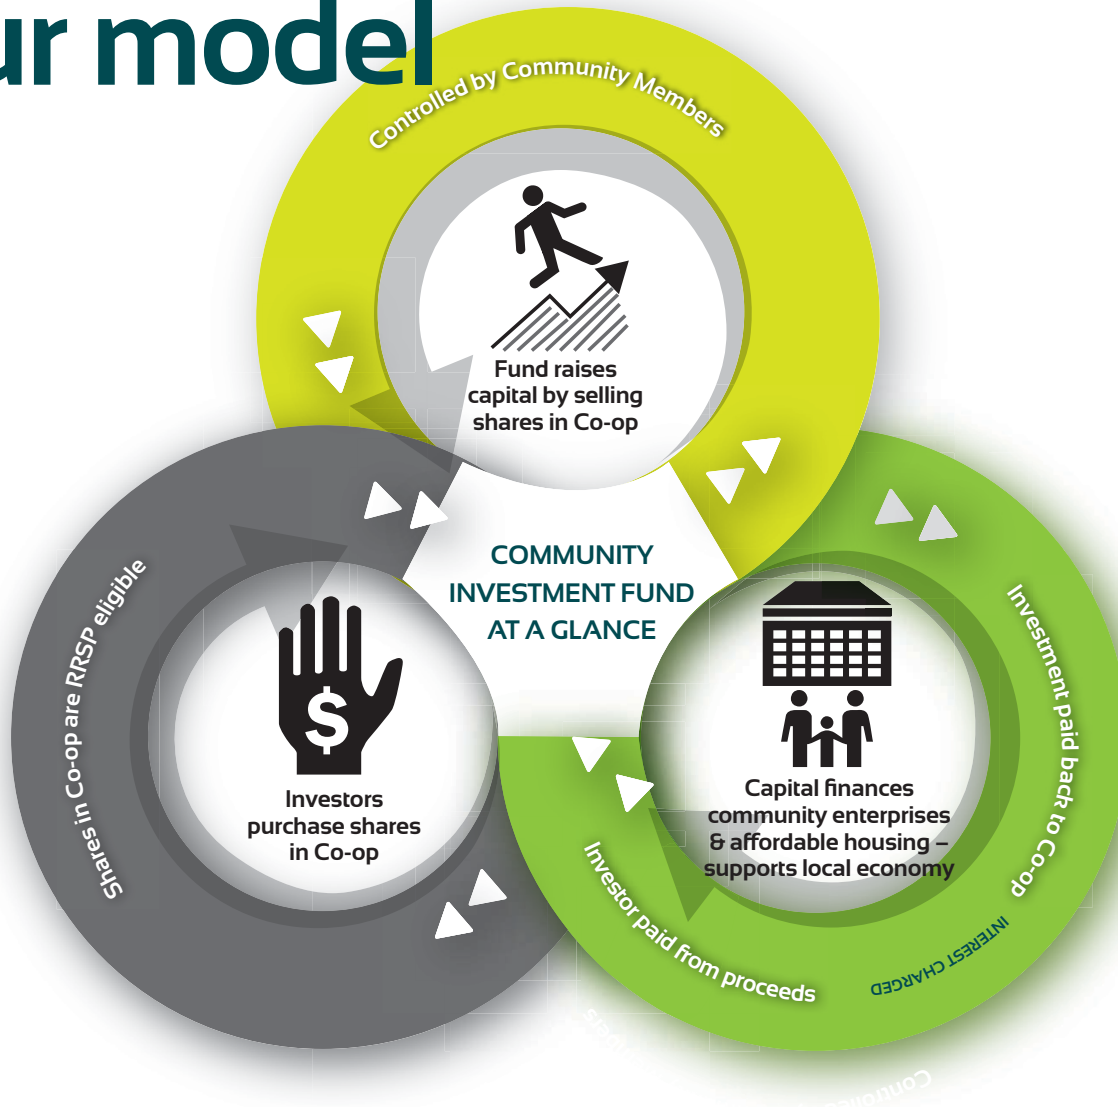 ur model
Controlled by Community Members
Fund raises
capital by selling
shares in Co-op
COMMUNITY
INVESTMENT FUND
AT A GLANCE
Shares in Co-op are RRSP eligible
$
Investors
purchase shares
in Co-op
Capital finances
community enterprises
& affordable housing –
supports local economy
Investment paid back to Co-op
INTEREST CHARGED
Investor paid from proceeds